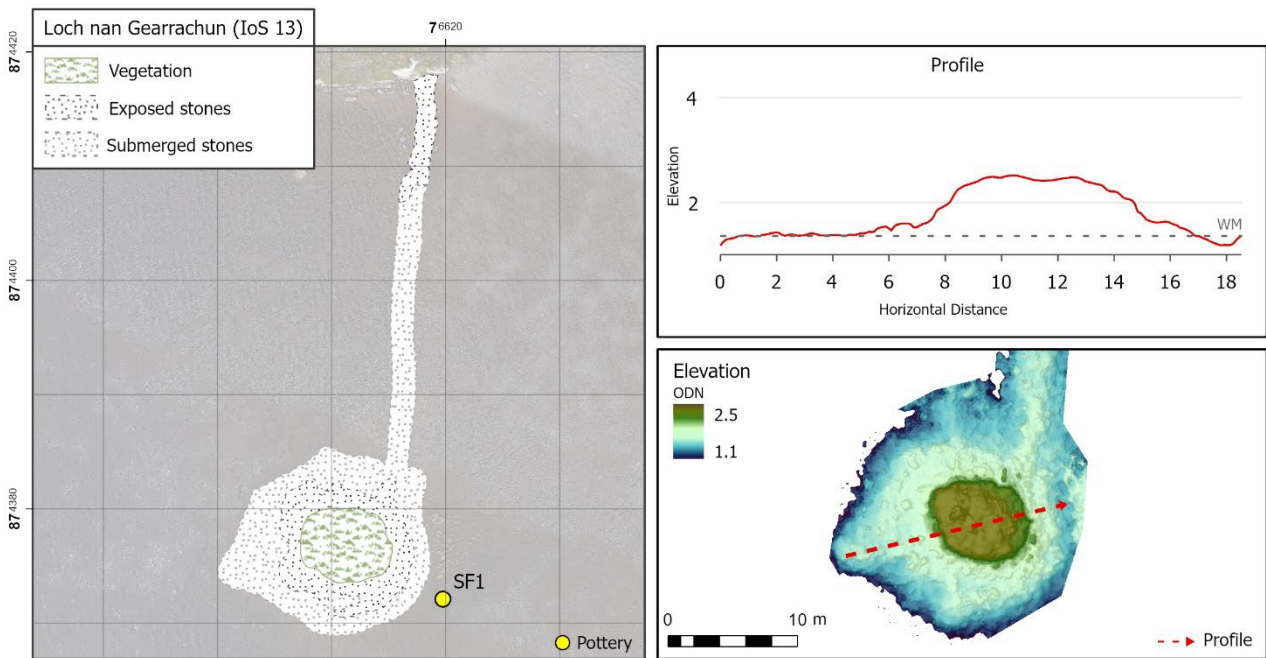 Loch nan Gearrachun (IoS 13)
Vegetation
Exposed stones
Submerged stones
7 6620
87 4420
87 4400
87 4380
SF1
Pottery
Profile
Elevation
4
2
WM
0 2 4 6 8 10 12 14 16 18
Horizontal Distance
Elevation
ODN
2.5
1.1
0 10 m
Profile